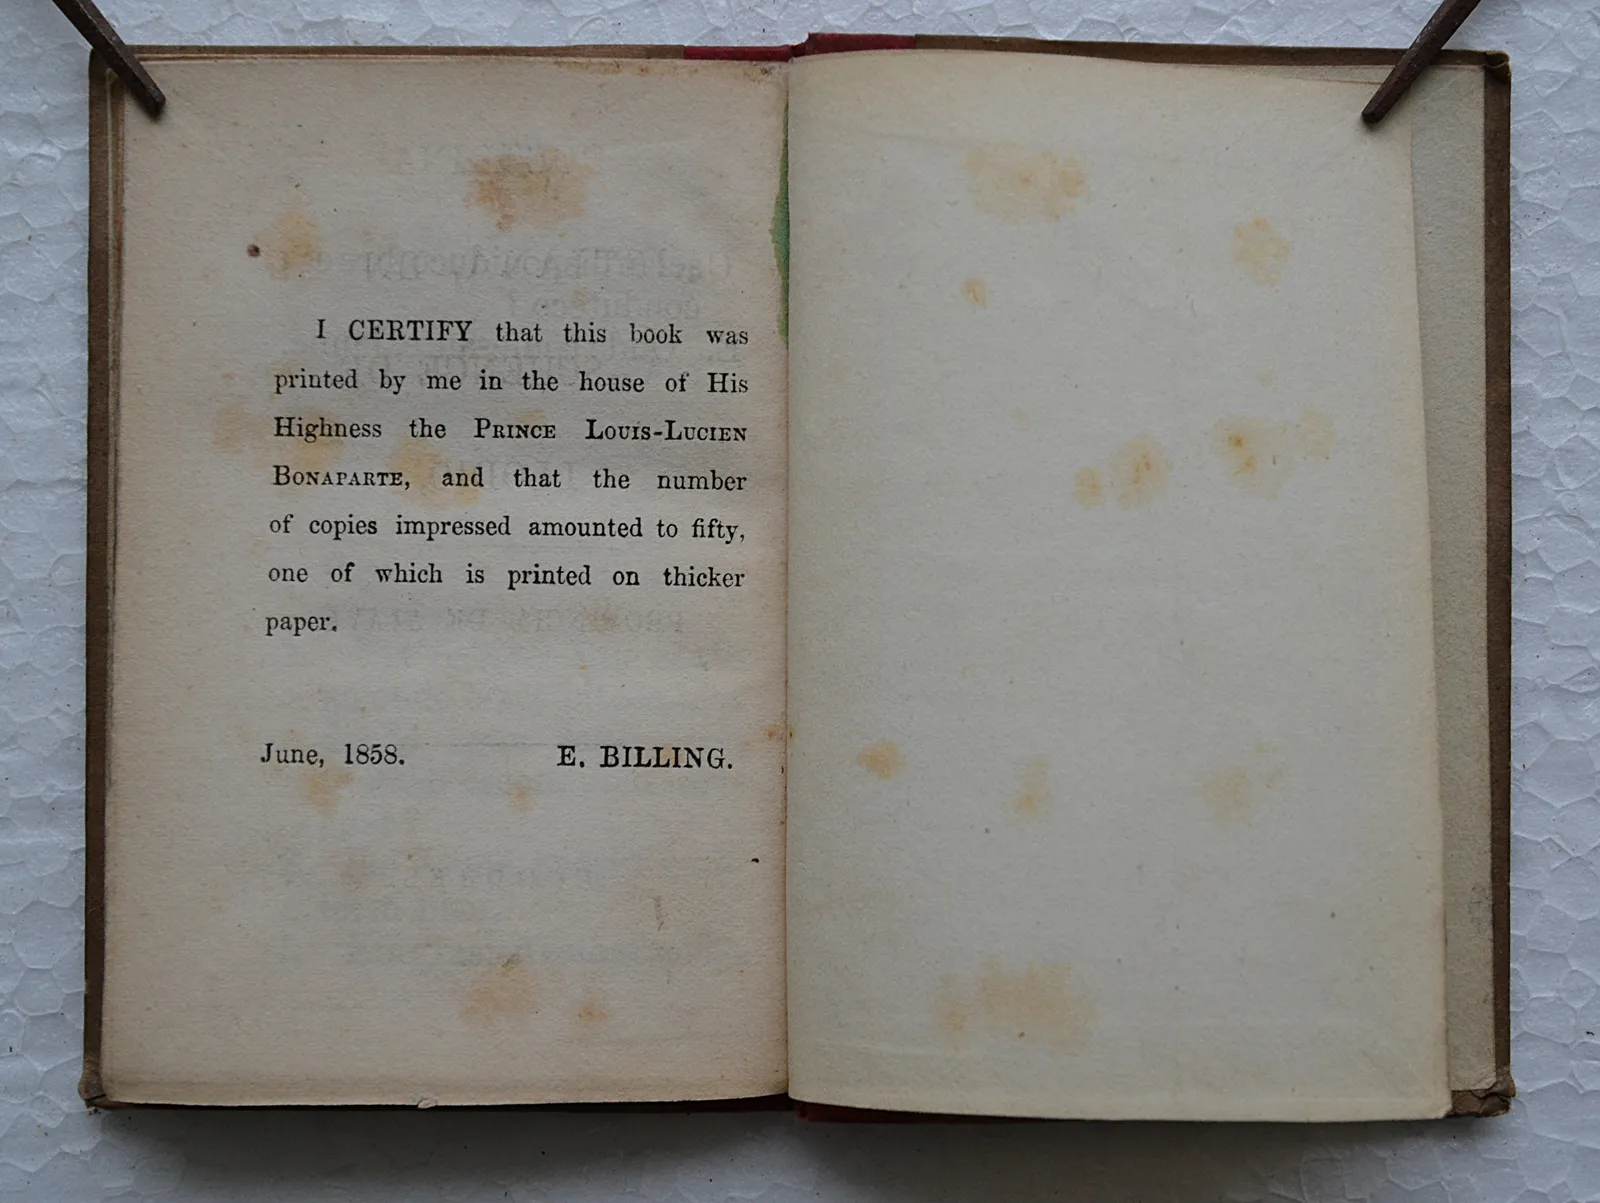 I CERTIFY that this book was
printed by me in the house of His
Highness the PRINCE LOUIS-LUCIEN
BONAPARTE, and that the number
of copies impressed amounted to fifty,
one of which is printed on thicker
paper.
June, 1858. E. BILLING.